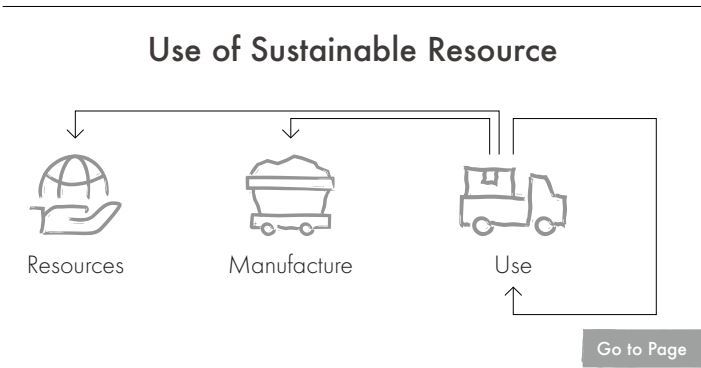 Use of Sustainable Resource
Resources
Manufacture
Use
Go to Page